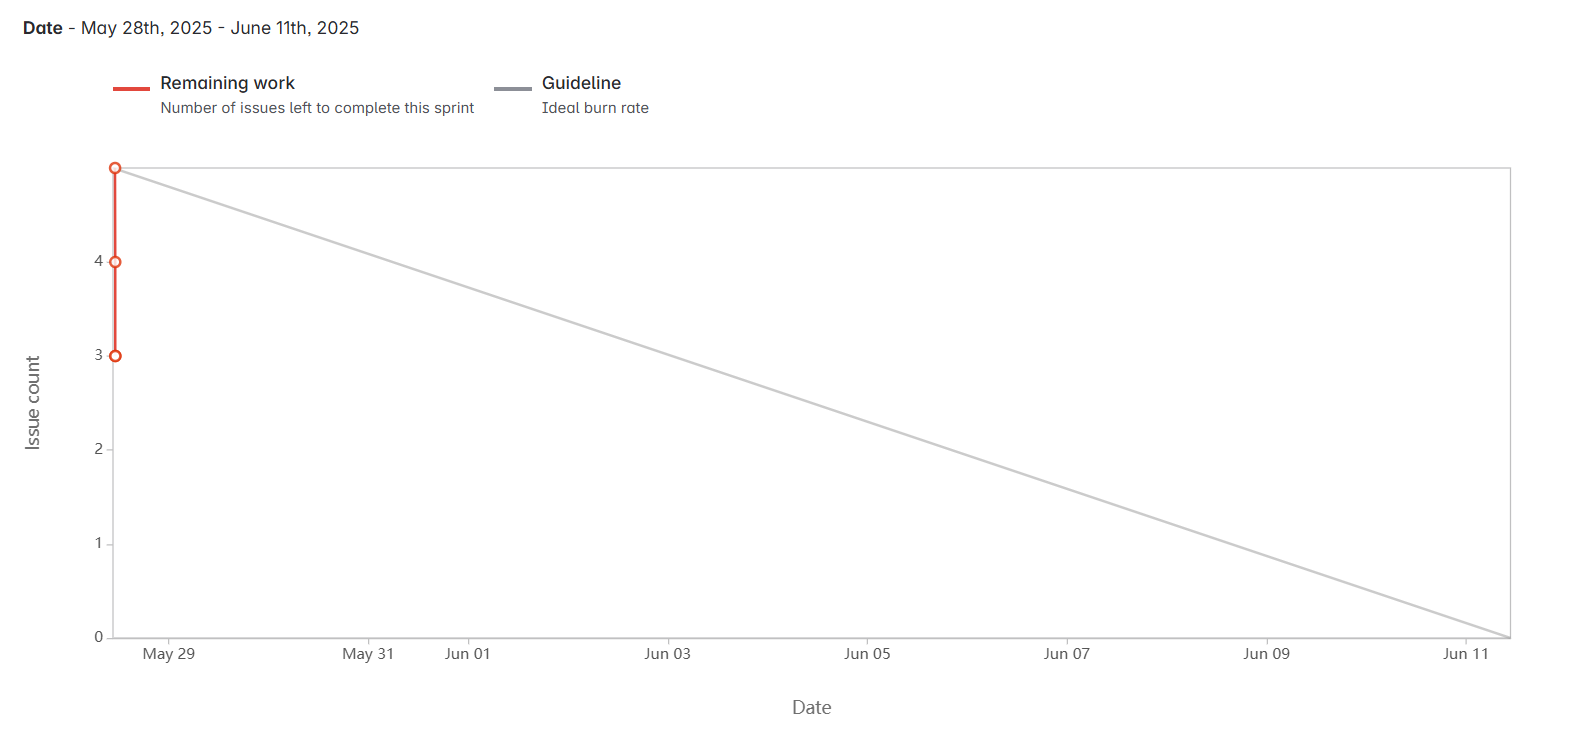 Date - May 28th, 2025 - June 11th, 2025
Remaining work
Number of issues left to complete this sprint
Guideline
Ideal burn rate
4
3
2
1
0
Issue count
May 29
May 31
Jun 01
Jun 03
Jun 05
Jun 07
Jun 09
Jun 11
Date